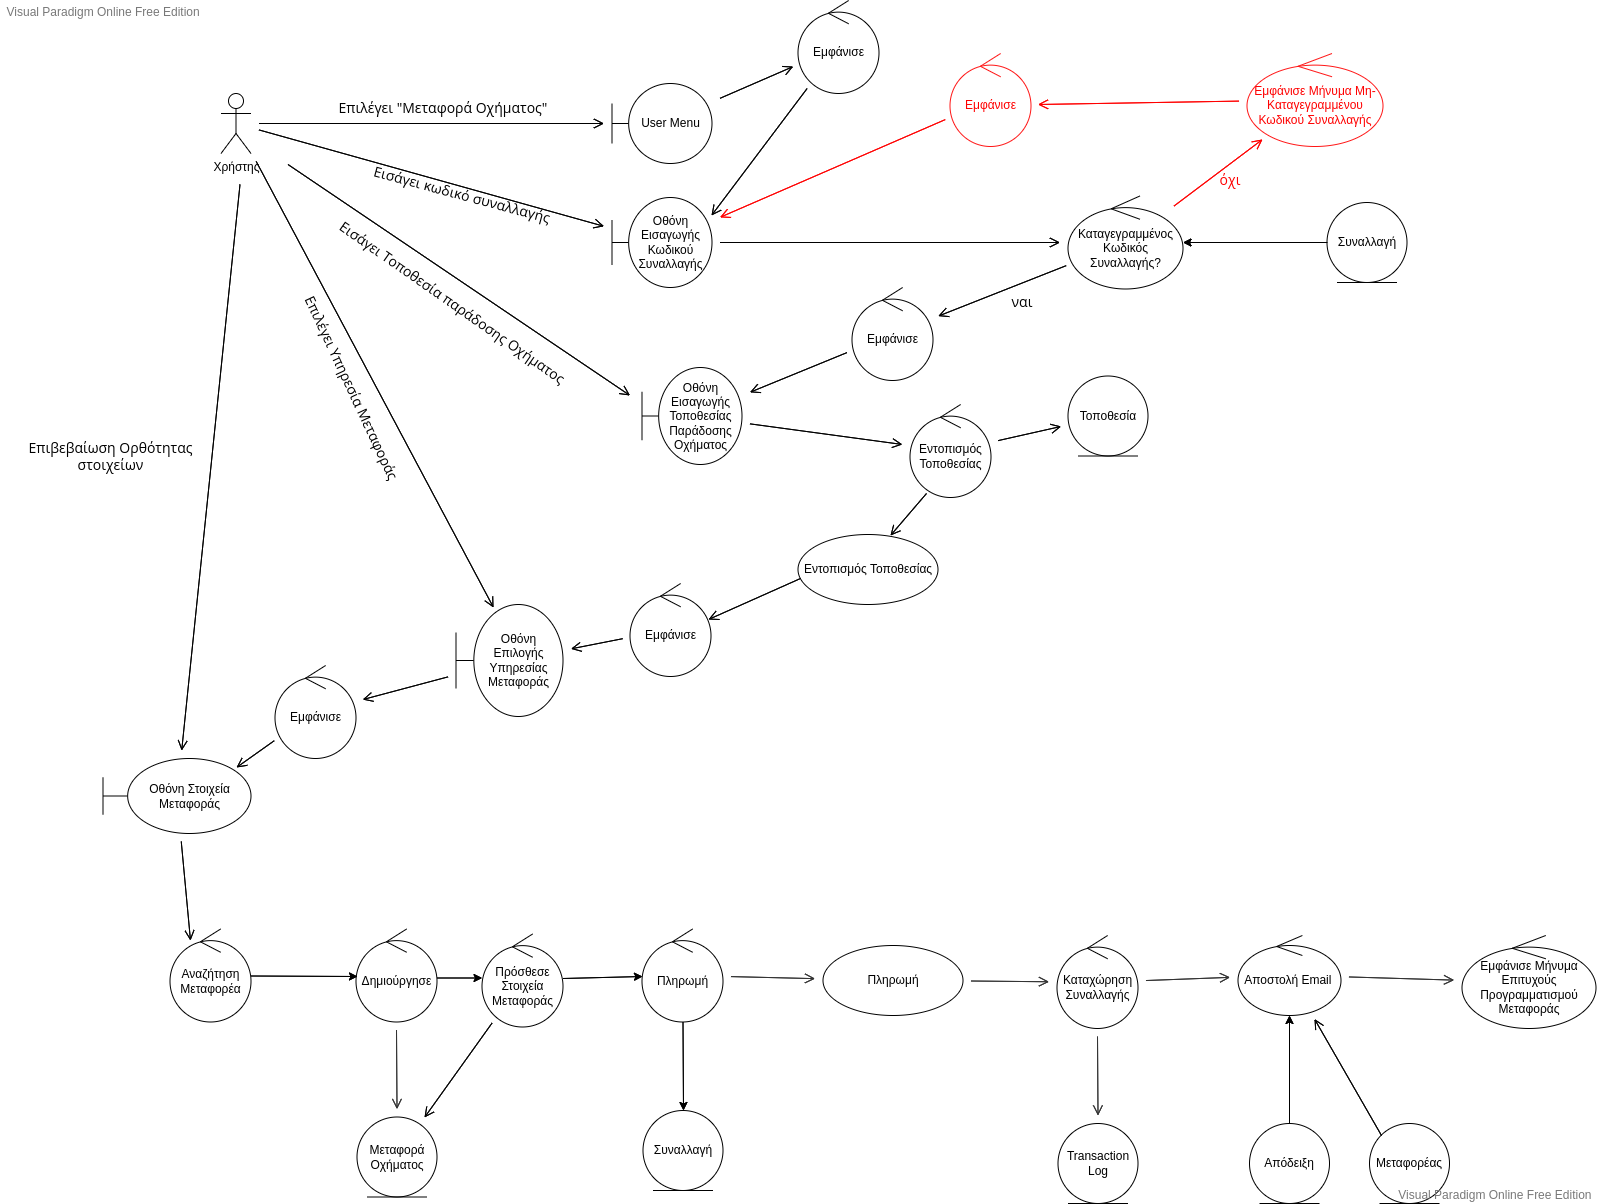 Visual Paradigm Online Free Edition
Εμφάνισε
Εμφάνισε
Εμφάνισε Μήνυμα Μη-
Καταγεγραμμένου
Κωδικού Συναλλαγής
Επιλέγει "Μεταφορά Οχήματος"
User Menu
Χρήστης
Εισάγει κωδικό συναλλαγής
όχι
Οθόνη
Εισαγωγής
Κωδικού
Συναλλαγής
Καταγεγραμμένος
Κωδικός
Συναλλαγής?
Συναλλαγή
Εισάγει Τοποθεσία παράδοσης Οχήματος
ναι
Εμφάνισε
Επιλέγει Υπηρεσία Μεταφοράς
Οθόνη
Εισαγωγής
Τοποθεσίας
Παράδοσης
Οχήματος
Τοποθεσία
Εντοπισμός
Τοποθεσίας
Επιβεβαίωση Ορθότητας
στοιχείων
Εντοπισμός Τοποθεσίας
Εμφάνισε
Οθόνη
Επιλογής
Υπηρεσίας
Μεταφοράς
Εμφάνισε
Οθόνη Στοιχεία
Μεταφοράς
Αναζήτηση
Μεταφορέα
Δημιούργησε
Πρόσθεσε
Στοιχεία
Μεταφοράς
Πληρωμή
Πληρωμή
Καταχώρηση
Συναλλαγής
Αποστολή Email
Εμφάνισε Μήνυμα
Επιτυχούς
Προγραμματισμού
Μεταφοράς
Μεταφορά
Οχήματος
Συναλλαγή
Transaction
Log
Απόδειξη
Μεταφορέας
Visual Paradigm Online Free Edition